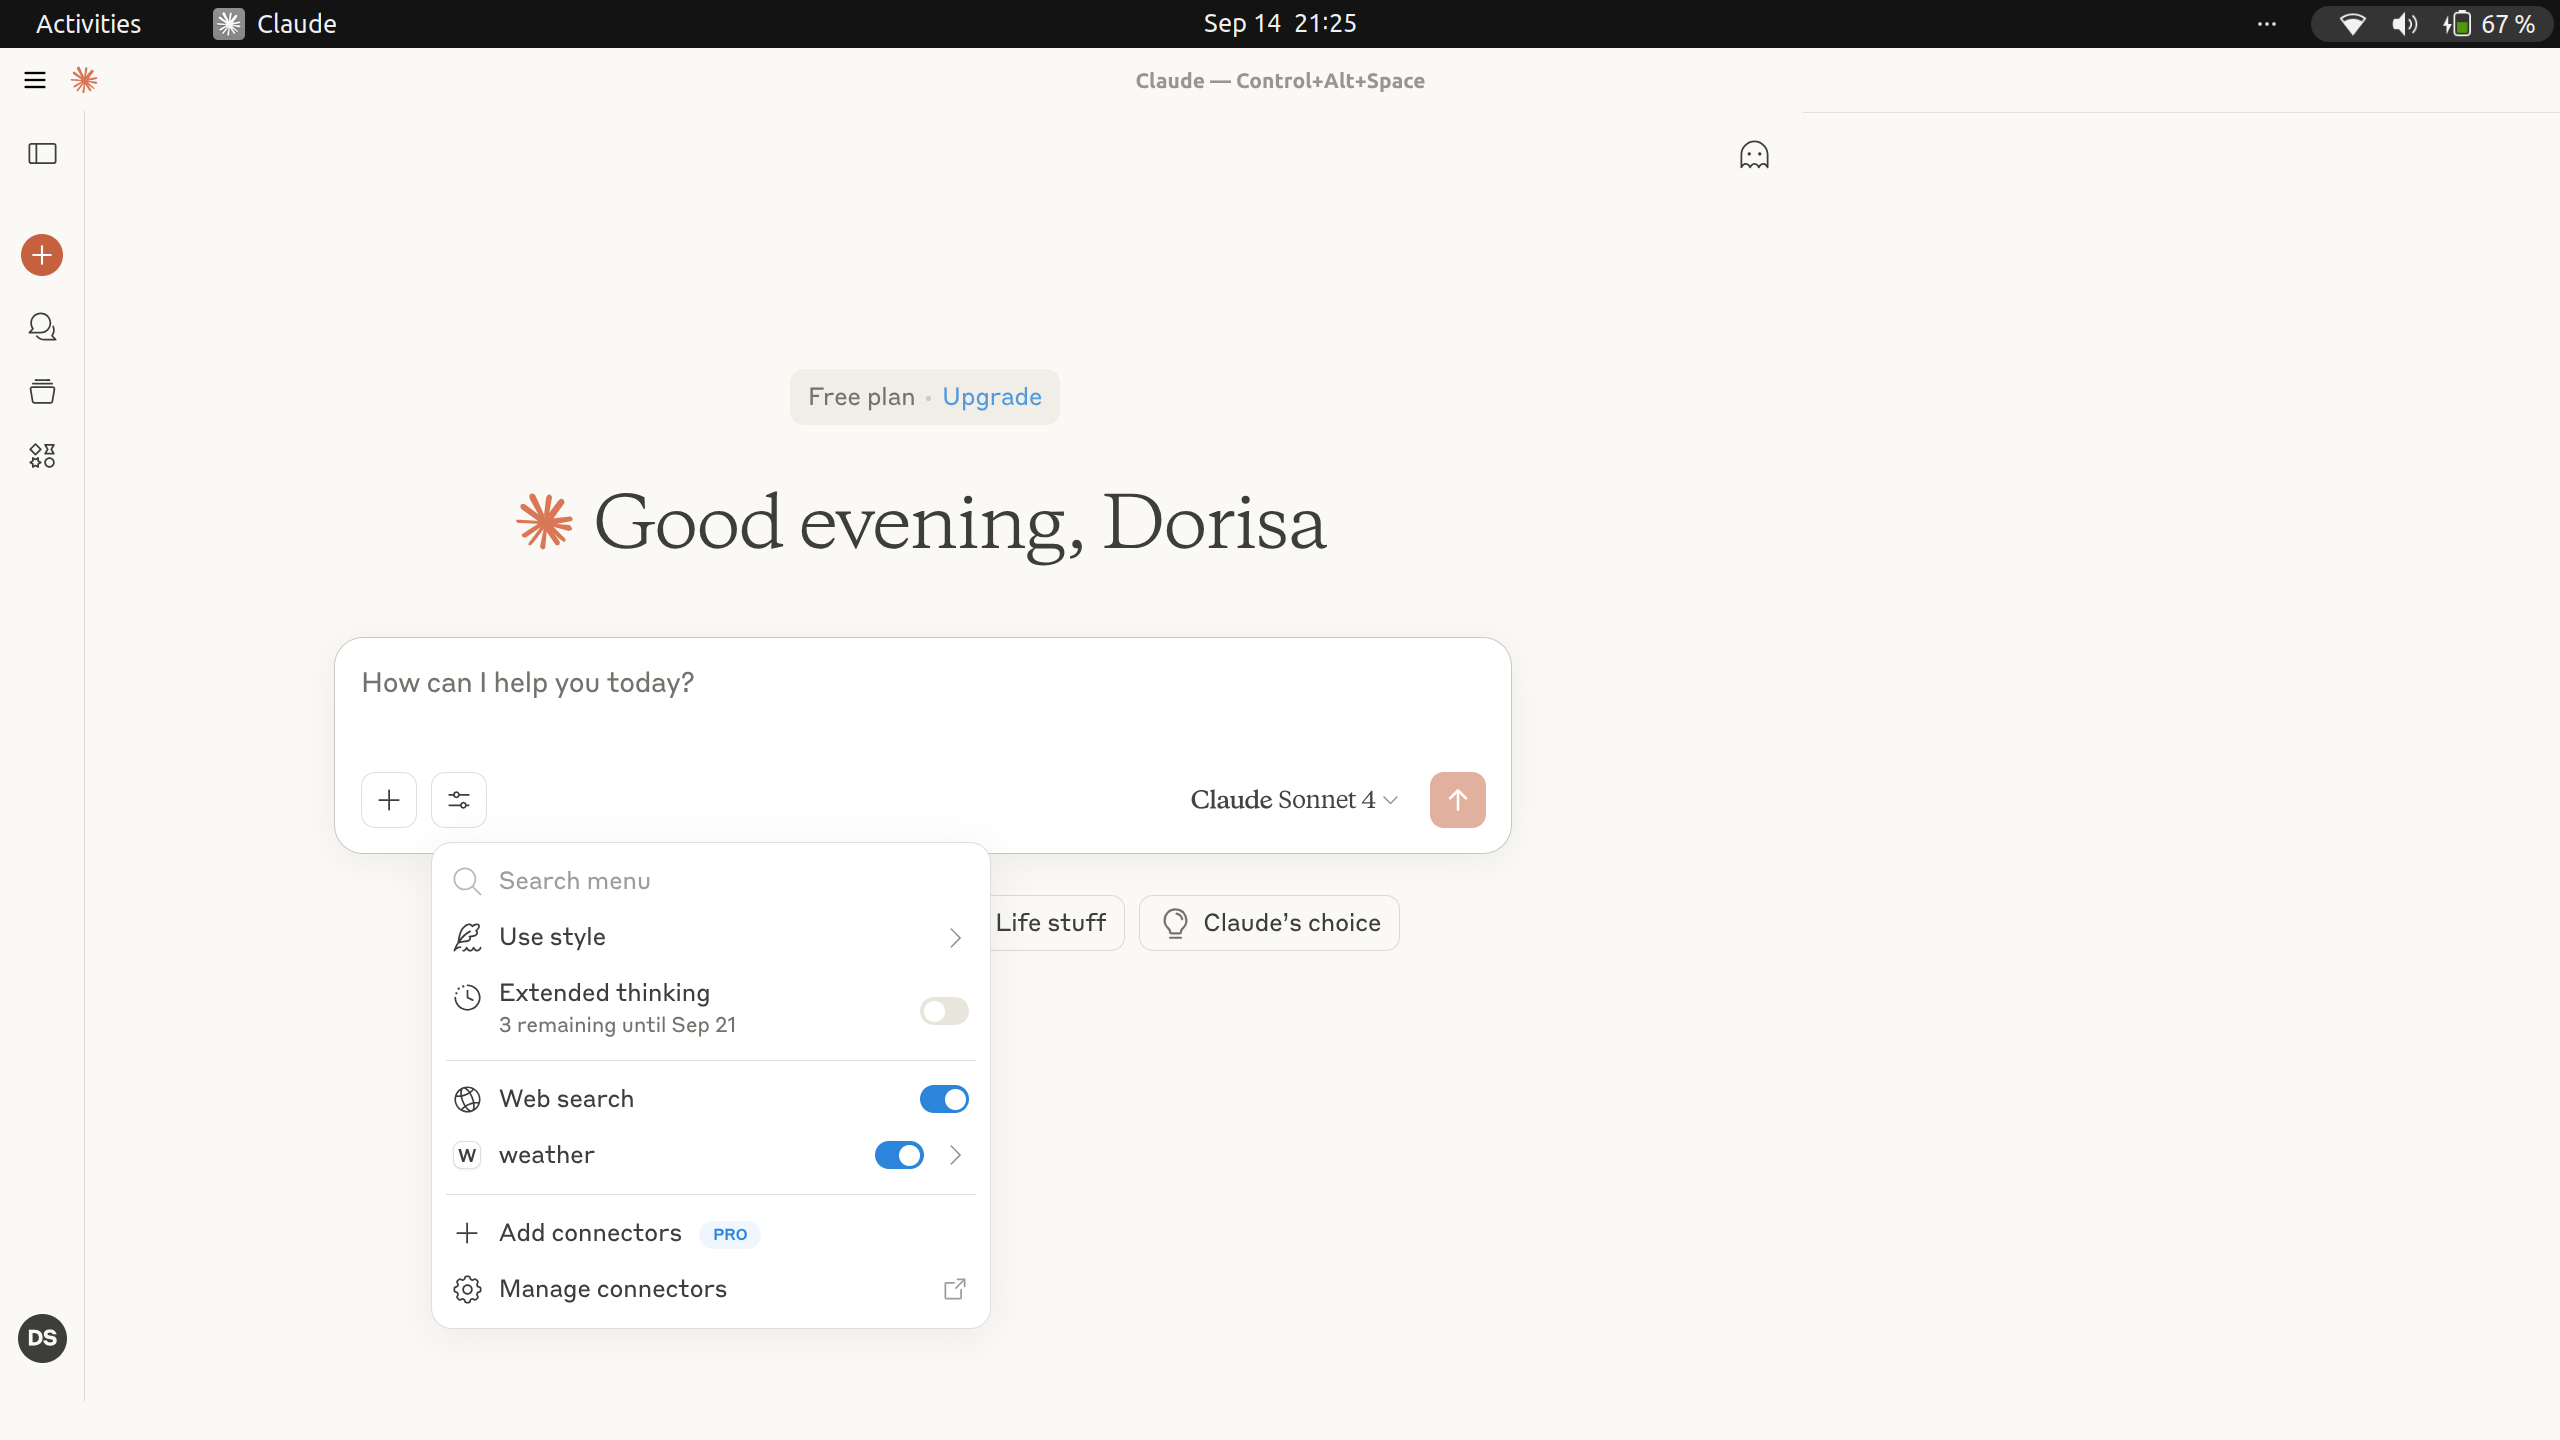 Activities
Claude
Sep 14 21:25
67 %
Claude — Control+Alt+Space
Free plan • Upgrade
Good evening, Dorisa
How can I help you today?
Claude Sonnet 4
Search menu
Use style
Life stuff
Claude’s choice
Extended thinking
3 remaining until Sep 21
Web search
W weather
Add connectors PRO
Manage connectors
DS